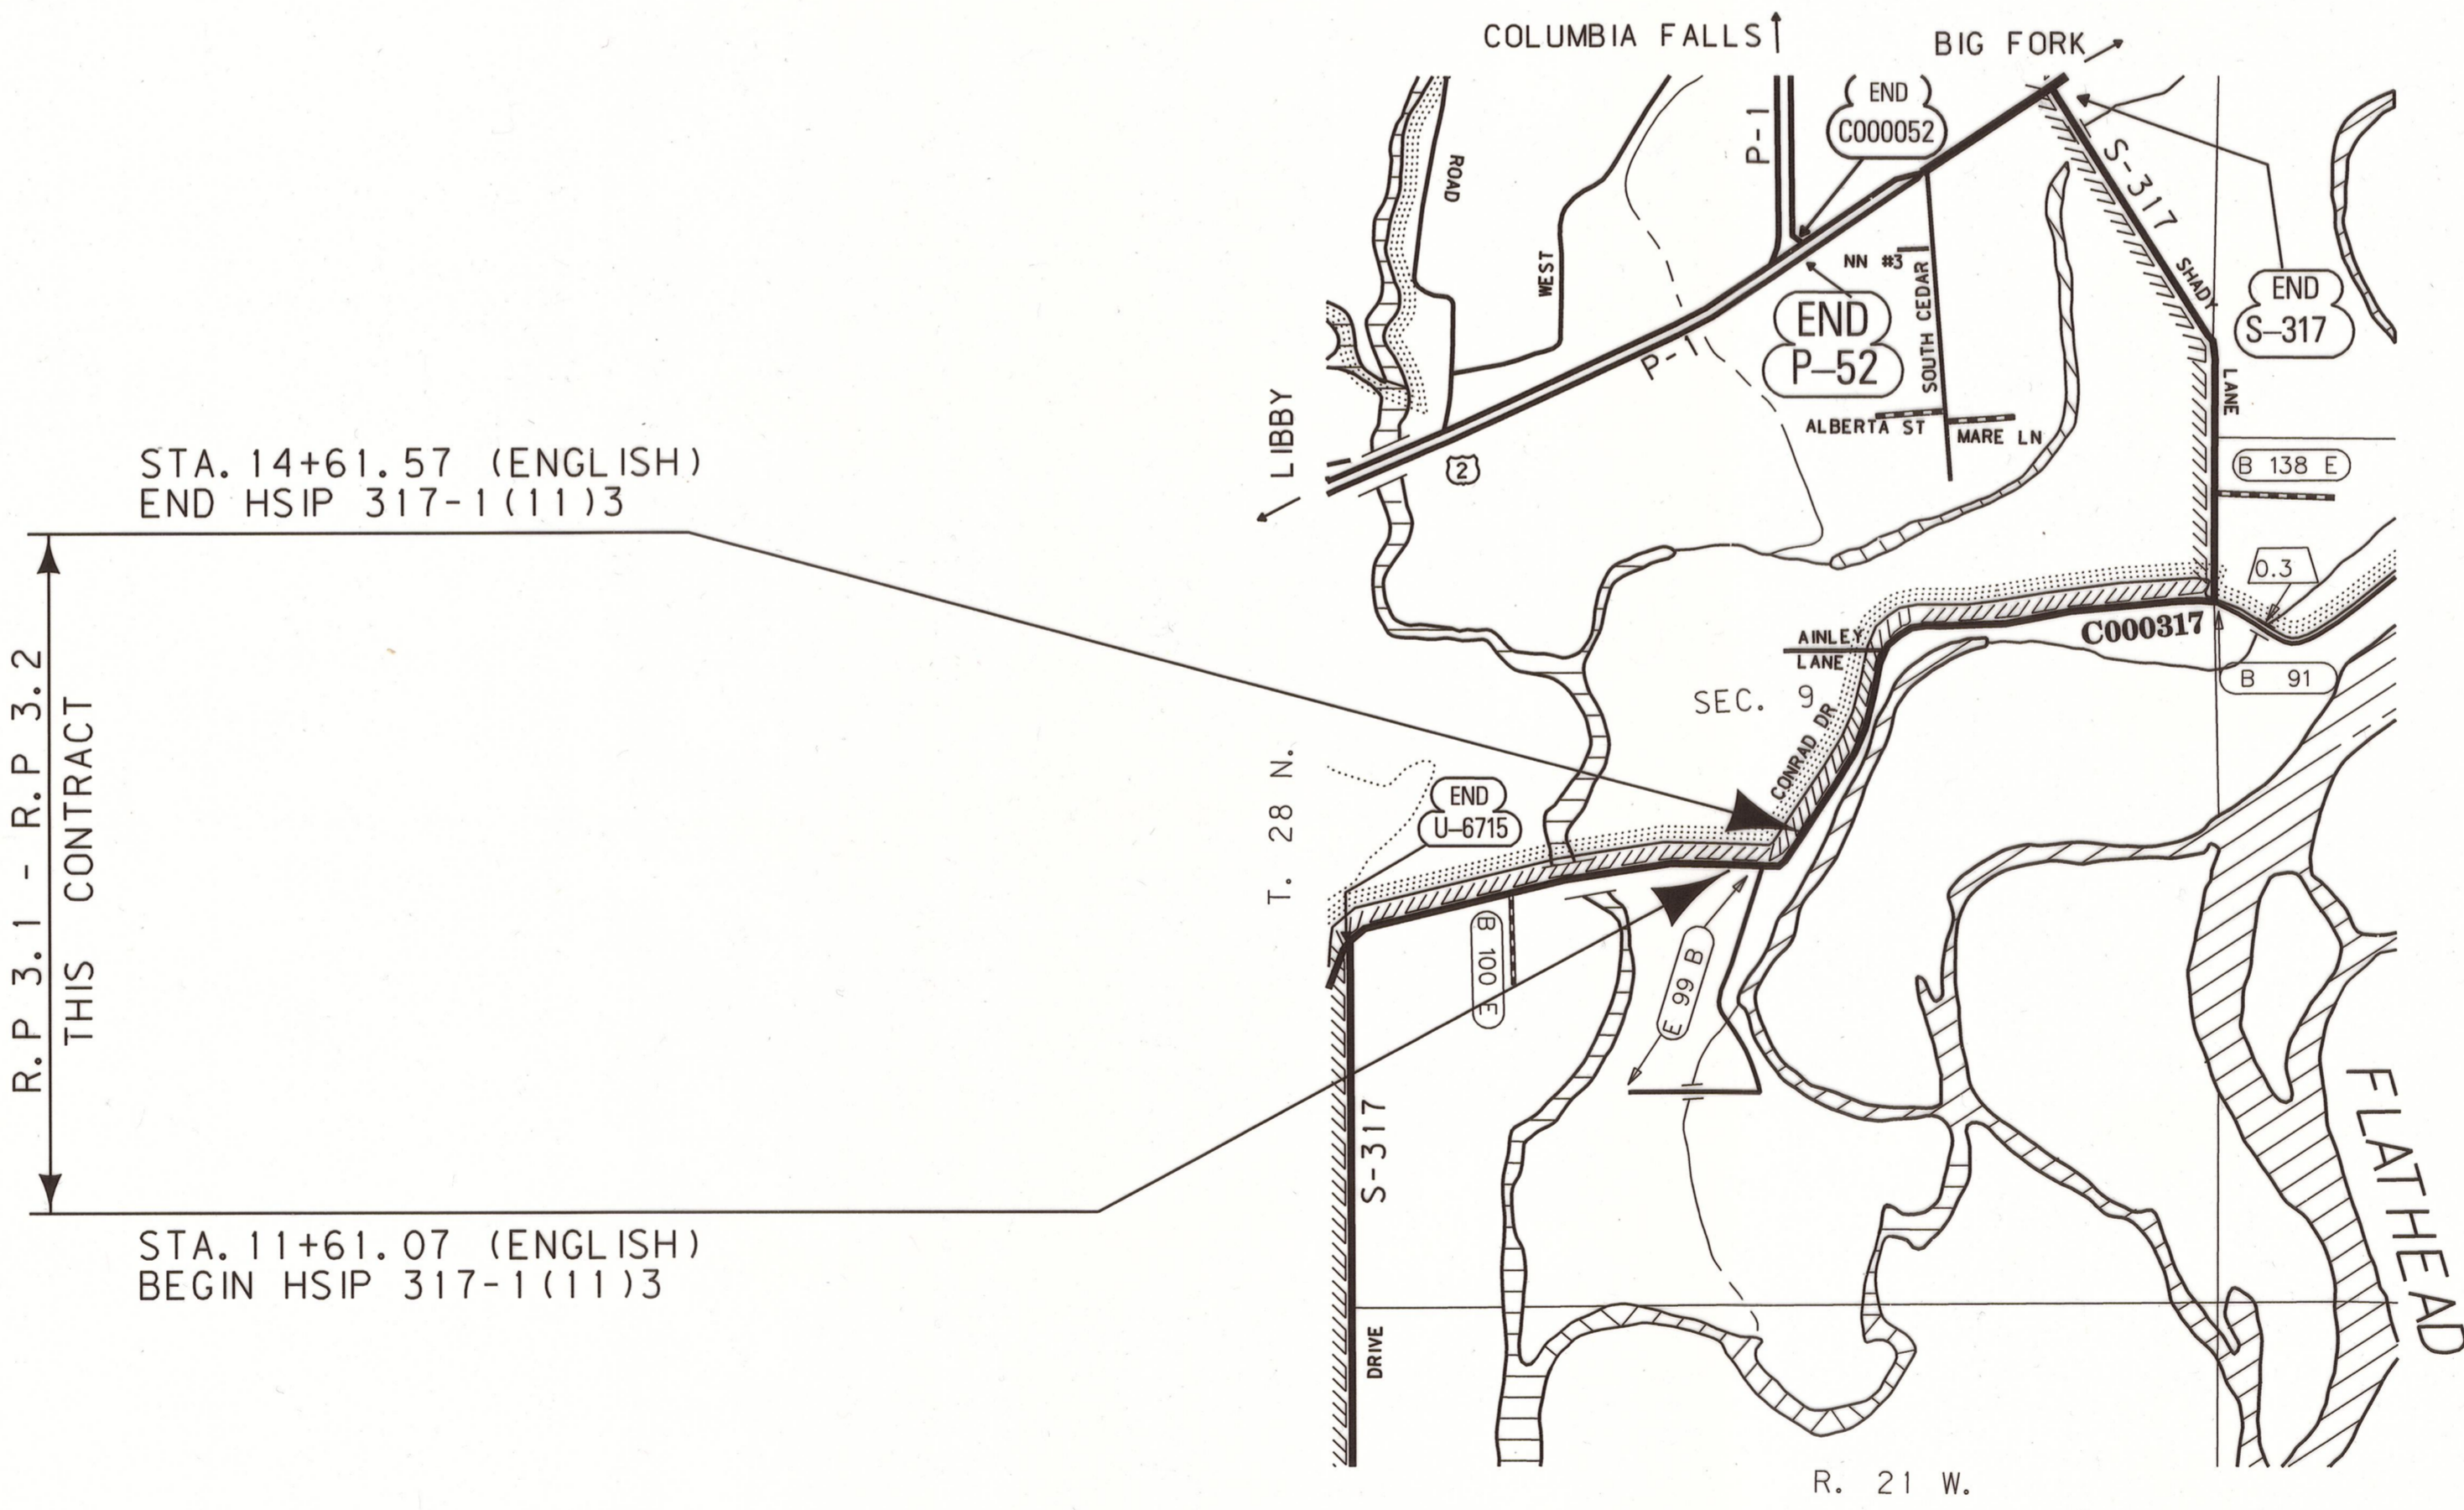 COLUMBIA FALLS
BIG FORK
END
C000052
P-1
ROAD
S-317
WEST
NN #3
SHADY
END
S-317
END
P-52
SOUTH CEDAR
P-1
LANE
LIBBY
ALBERTA ST
MARE LN
2
B 138 E
STA. 14+61.57 (ENGLISH)
END HSIP 317-1(11)3
0.3
AINLEY
LANE
C000317
B 91
SEC. 9
CONRAD DR
R.P 3.1 - R.P 3.2
THIS CONTRACT
T. 28 N.
END
U-6715
B 100 E
E 99 B
S-317
FLATHEAD
STA. 11+61.07 (ENGLISH)
BEGIN HSIP 317-1(11)3
DRIVE
R. 21 W.